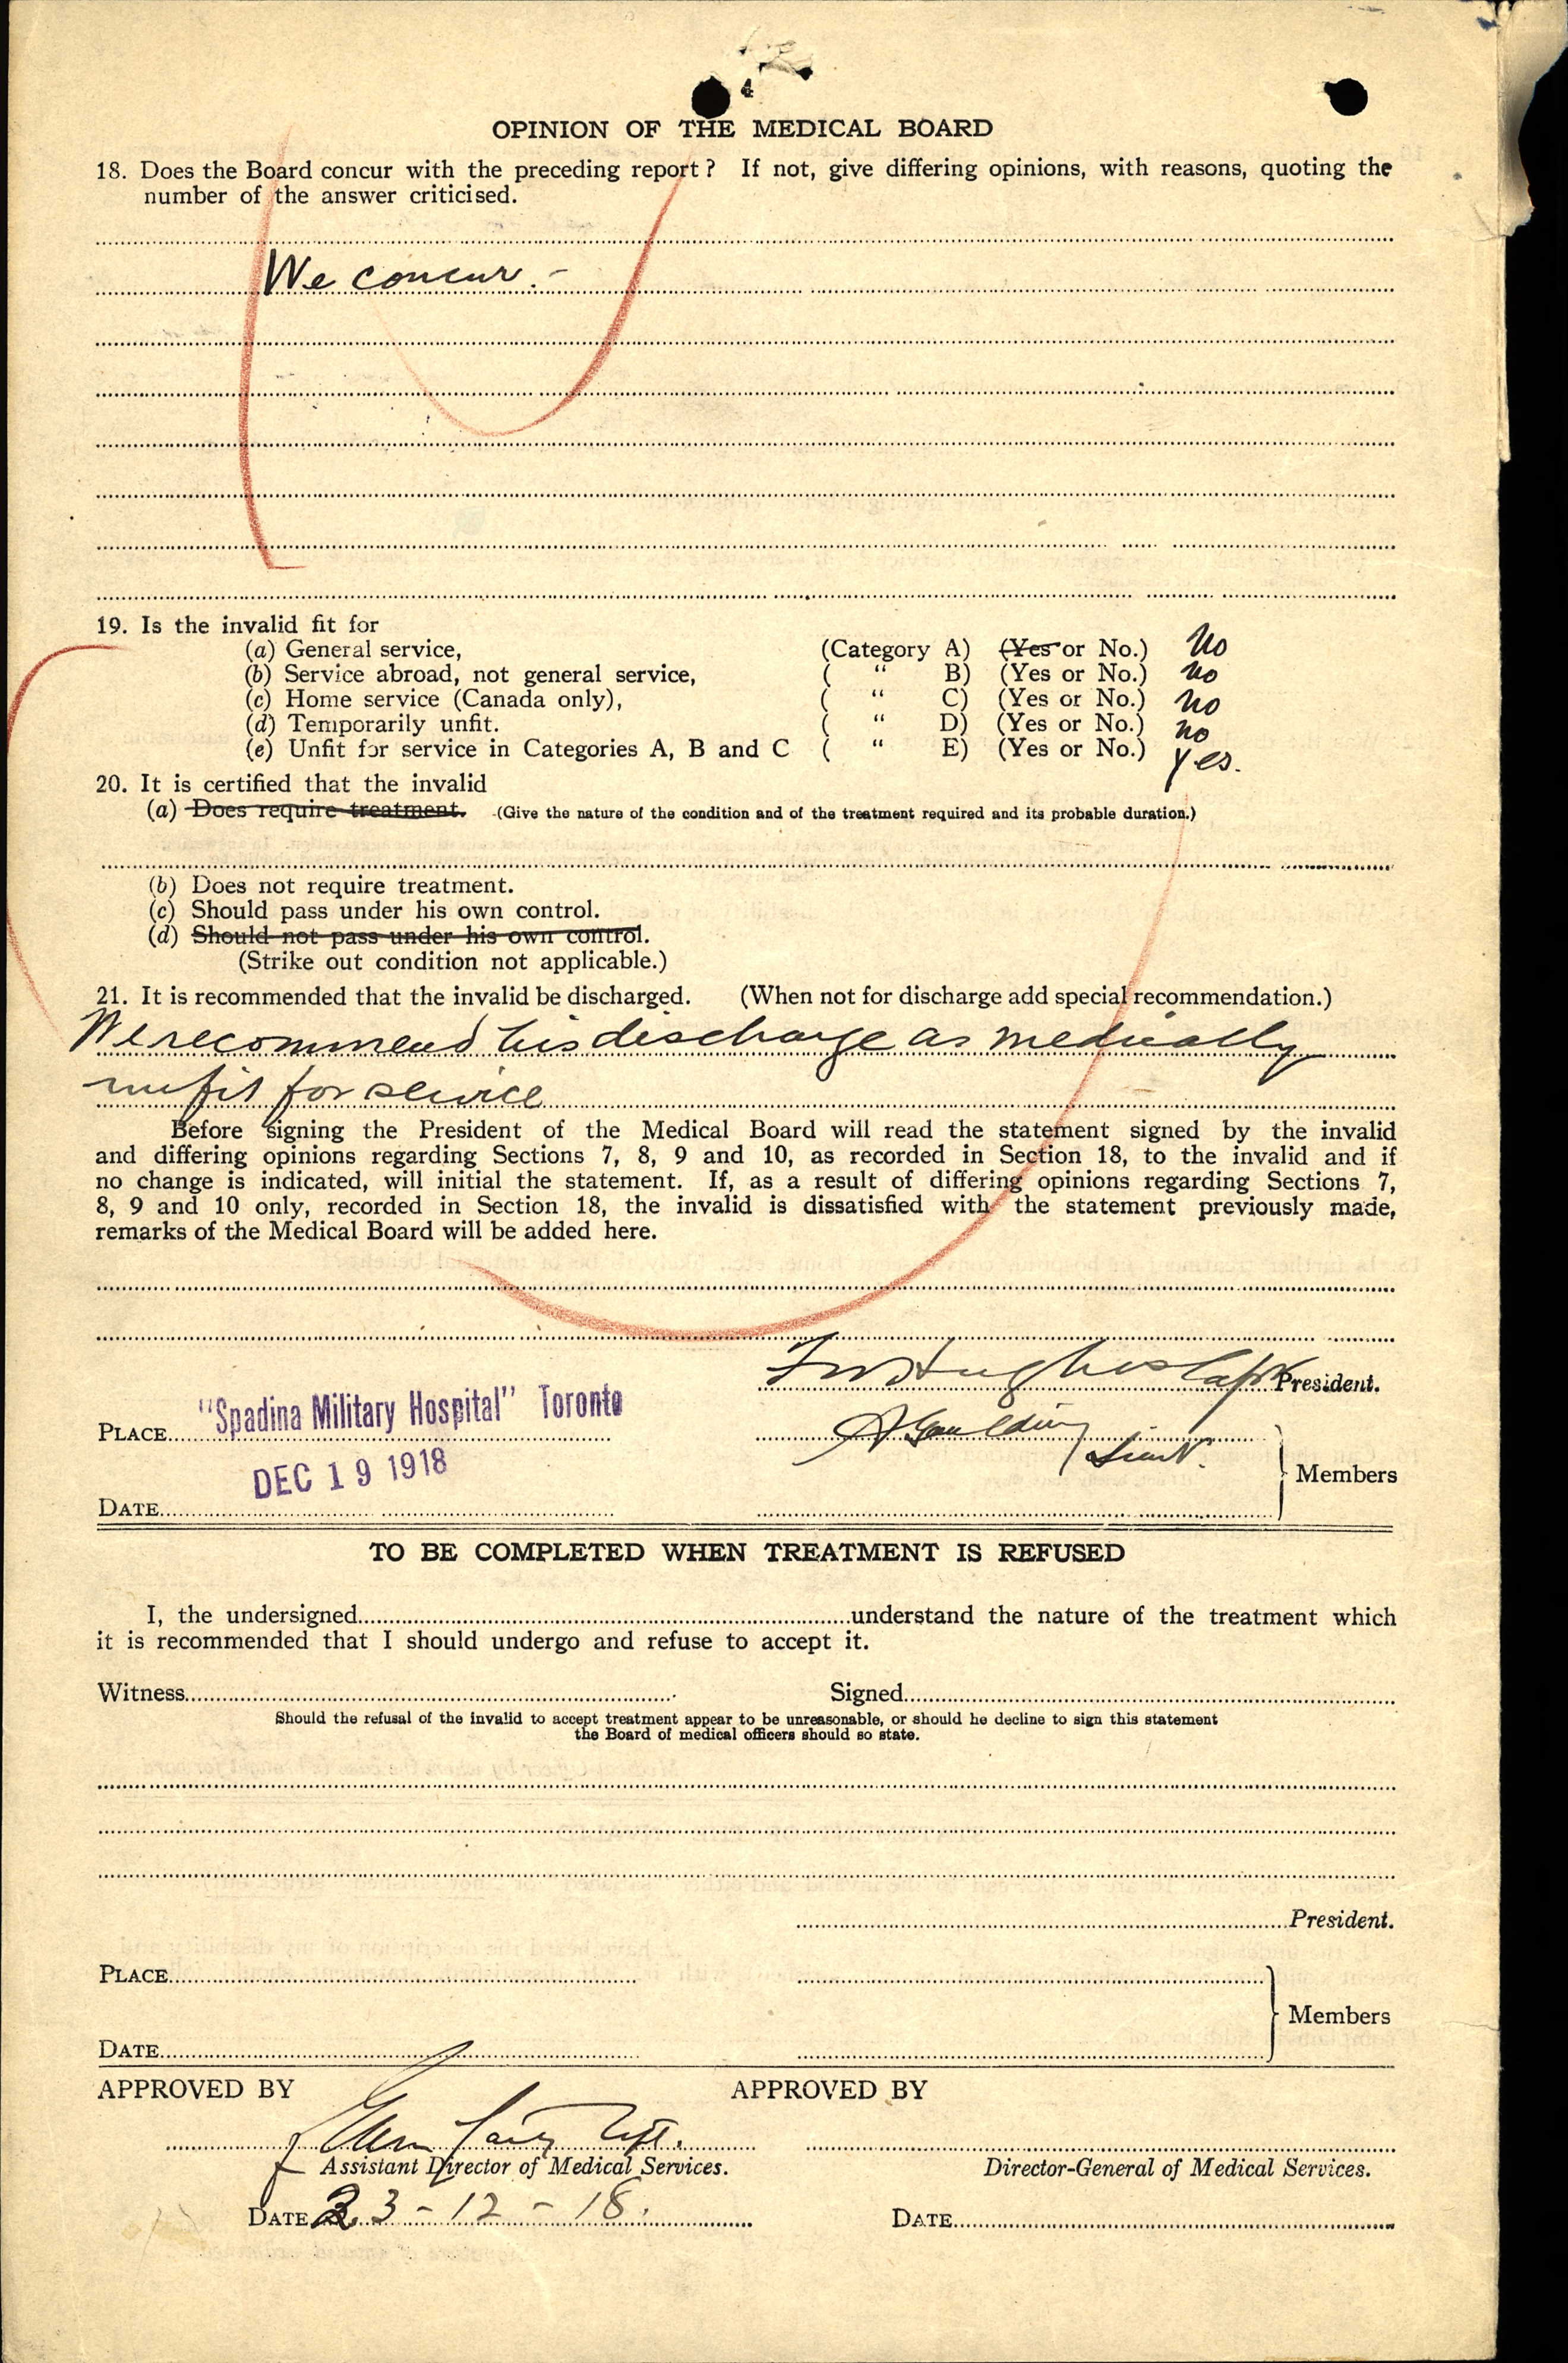 4
OPINION OF THE MEDICAL BOARD
18. Does the Board concur with the preceding report? If not, give differing opinions, with reasons, quoting the
number of the answer criticised.
We concur. -
19. Is the invalid fit for
(a) General service, (Category A) (Yes or No.) No
(b) Service abroad, not general service, ( " B) (Yes or No.) No
(c) Home service (Canada only), ( " C) (Yes or No.) No
(d) Temporarily unfit. ( " D) (Yes or No.) no
(e) Unfit for service in Categories A, B and C ( " E) (Yes or No.) Yes.
20. It is certified that the invalid
(a) Does require treatment. (Give the nature of the condition and of the treatment required and its probable duration.)
(b) Does not require treatment.
(c) Should pass under his own control.
(d) Should not pass under his own control.
(Strike out condition not applicable.)
21. It is recommended that the invalid be discharged. (When not for discharge add special recommendation.)
We recommend his discharge as medically
unfit for service
Before signing the President of the Medical Board will read the statement signed by the invalid
and differing opinions regarding Sections 7, 8, 9 and 10, as recorded in Section 18, to the invalid and if
no change is indicated, will initial the statement. If, as a result of differing opinions regarding Sections 7,
8, 9 and 10 only, recorded in Section 18, the invalid is dissatisfied with the statement previously made,
remarks of the Medical Board will be added here.
Hughes Capt President.
PLACE "Spadina Military Hospital" Toronto
A Goulding Lieut.
Members
DATE DEC 19 1918
TO BE COMPLETED WHEN TREATMENT IS REFUSED
I, the undersigned understand the nature of the treatment which
it is recommended that I should undergo and refuse to accept it.
Witness Signed
Should the refusal of the invalid to accept treatment appear to be unreasonable, or should he decline to sign this statement
the Board of medical officers should so state.
President.
PLACE
Members
DATE
APPROVED BY APPROVED BY
Assistant Director of Medical Services. Director-General of Medical Services.
DATE 23-12-18. DATE